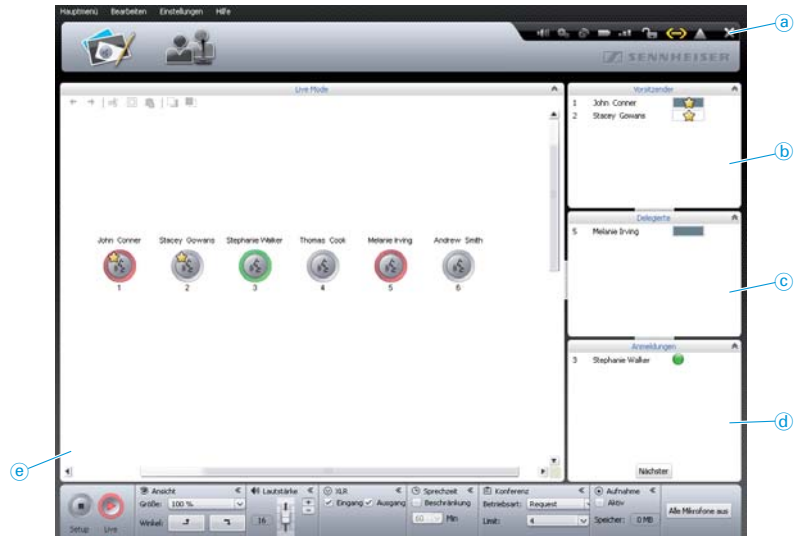 Hauptmenü Bearbeiten Einstellungen Hilfe
a
SENNHEISER
Live Mode
Vorsitzender
1 John Conner
2 Stacey Gowans
b
Delegierte
5 Melanie Irving
John Conner Stacey Gowans Stephanie Walker Thomas Cook Melanie Irving Andrew Smith
1 2 3 4 5 6
c
Anmeldungen
3 Stephanie Walker
d
e
Nächster
Ansicht Lautstärke XLR Sprechzeit Konferenz Aufnahme
Größe: 100 % Eingang Ausgang Beschränkung Betriebsart: Request Aktiv
Alle Mikrofone aus
Winkel: 16 60 Min Limit: 4 Speicher: 0 MB
Setup Live